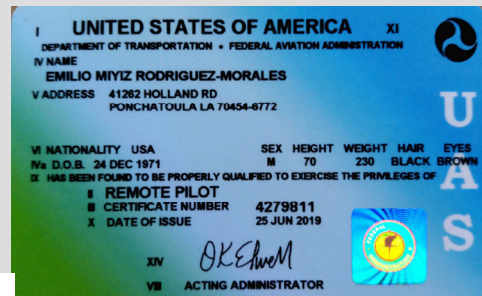 I UNITED STATES OF AMERICA XI
DEPARTMENT OF TRANSPORTATION • FEDERAL AVIATION ADMINISTRATION
IV NAME
EMILIO MIYIZ RODRIGUEZ-MORALES
V ADDRESS 41262 HOLLAND RD
PONCHATOULA LA 70454-6772
VI NATIONALITY USA SEX HEIGHT WEIGHT HAIR EYES
IVa D.O.B. 24 DEC 1971 M 70 230 BLACK BROWN
IX HAS BEEN FOUND TO BE PROPERLY QUALIFIED TO EXERCISE THE PRIVILEGES OF
II REMOTE PILOT
III CERTIFICATE NUMBER 4279811
X DATE OF ISSUE 25 JUN 2019
XIV
VIII ACTING ADMINISTRATOR
UAS
FEDERAL